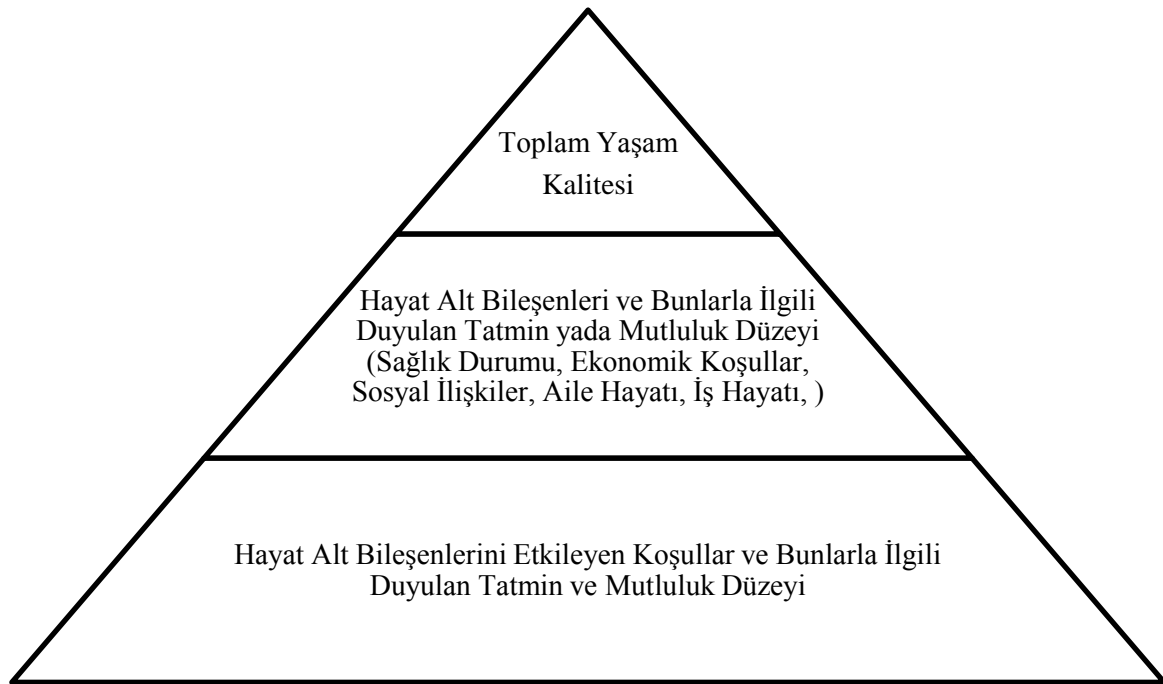 Toplam Yaşam
Kalitesi
Hayat Alt Bileşenleri ve Bunlarla İlgili
Duyulan Tatmin yada Mutluluk Düzeyi
(Sağlık Durumu, Ekonomik Koşullar,
Sosyal İlişkiler, Aile Hayatı, İş Hayatı, )
Hayat Alt Bileşenlerini Etkileyen Koşullar ve Bunlarla İlgili
Duyulan Tatmin ve Mutluluk Düzeyi